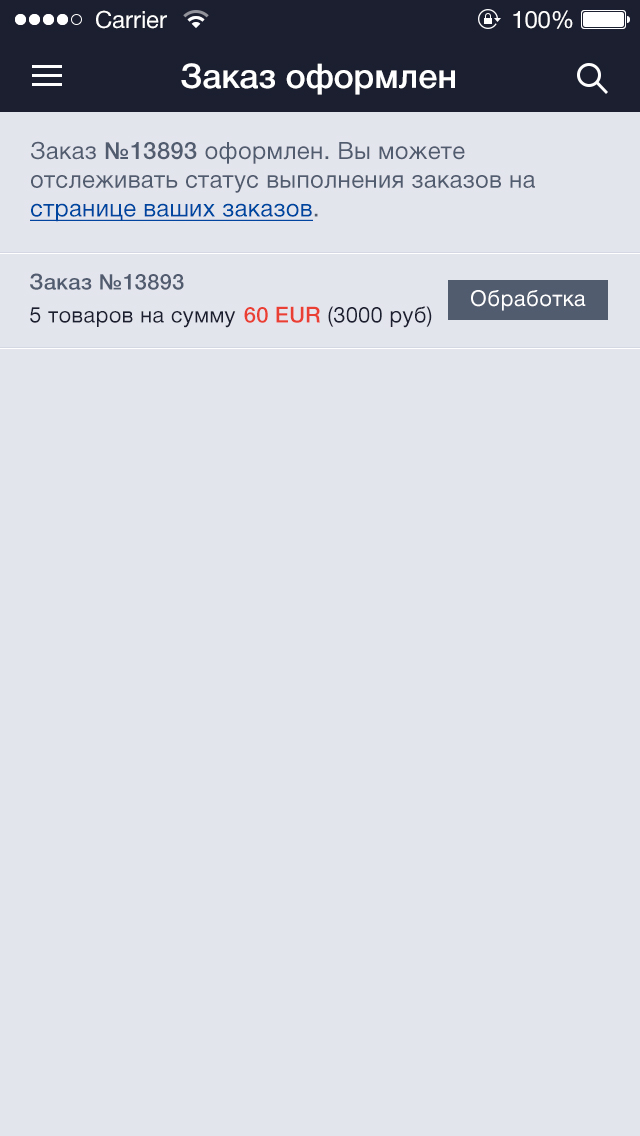 Carrier 100%
Заказ оформлен
Заказ №13893 оформлен. Вы можете
отслеживать статус выполнения заказов на
странице ваших заказов.
Заказ №13893
5 товаров на сумму 60 EUR (3000 руб)
Обработка